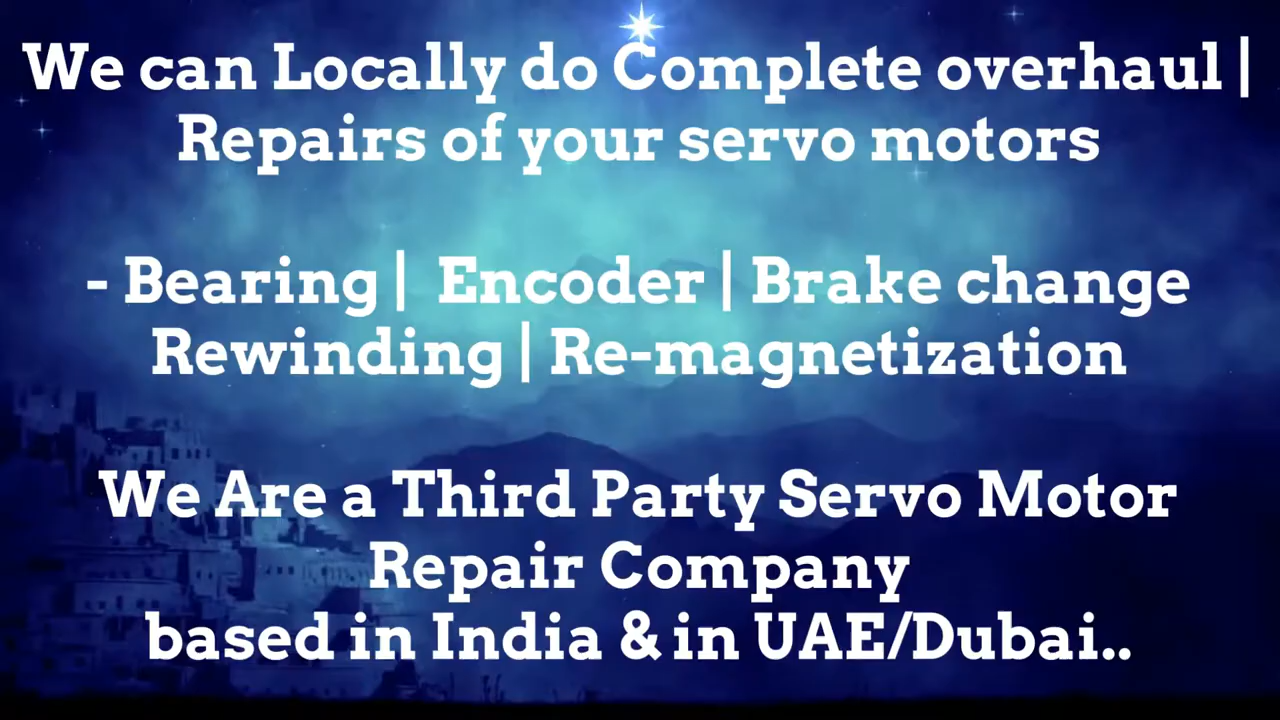 We can Locally do Complete overhaul |
Repairs of your servo motors
- Bearing | Encoder | Brake change
Rewinding | Re-magnetization
We Are a Third Party Servo Motor
Repair Company
based in India & in UAE/Dubai..